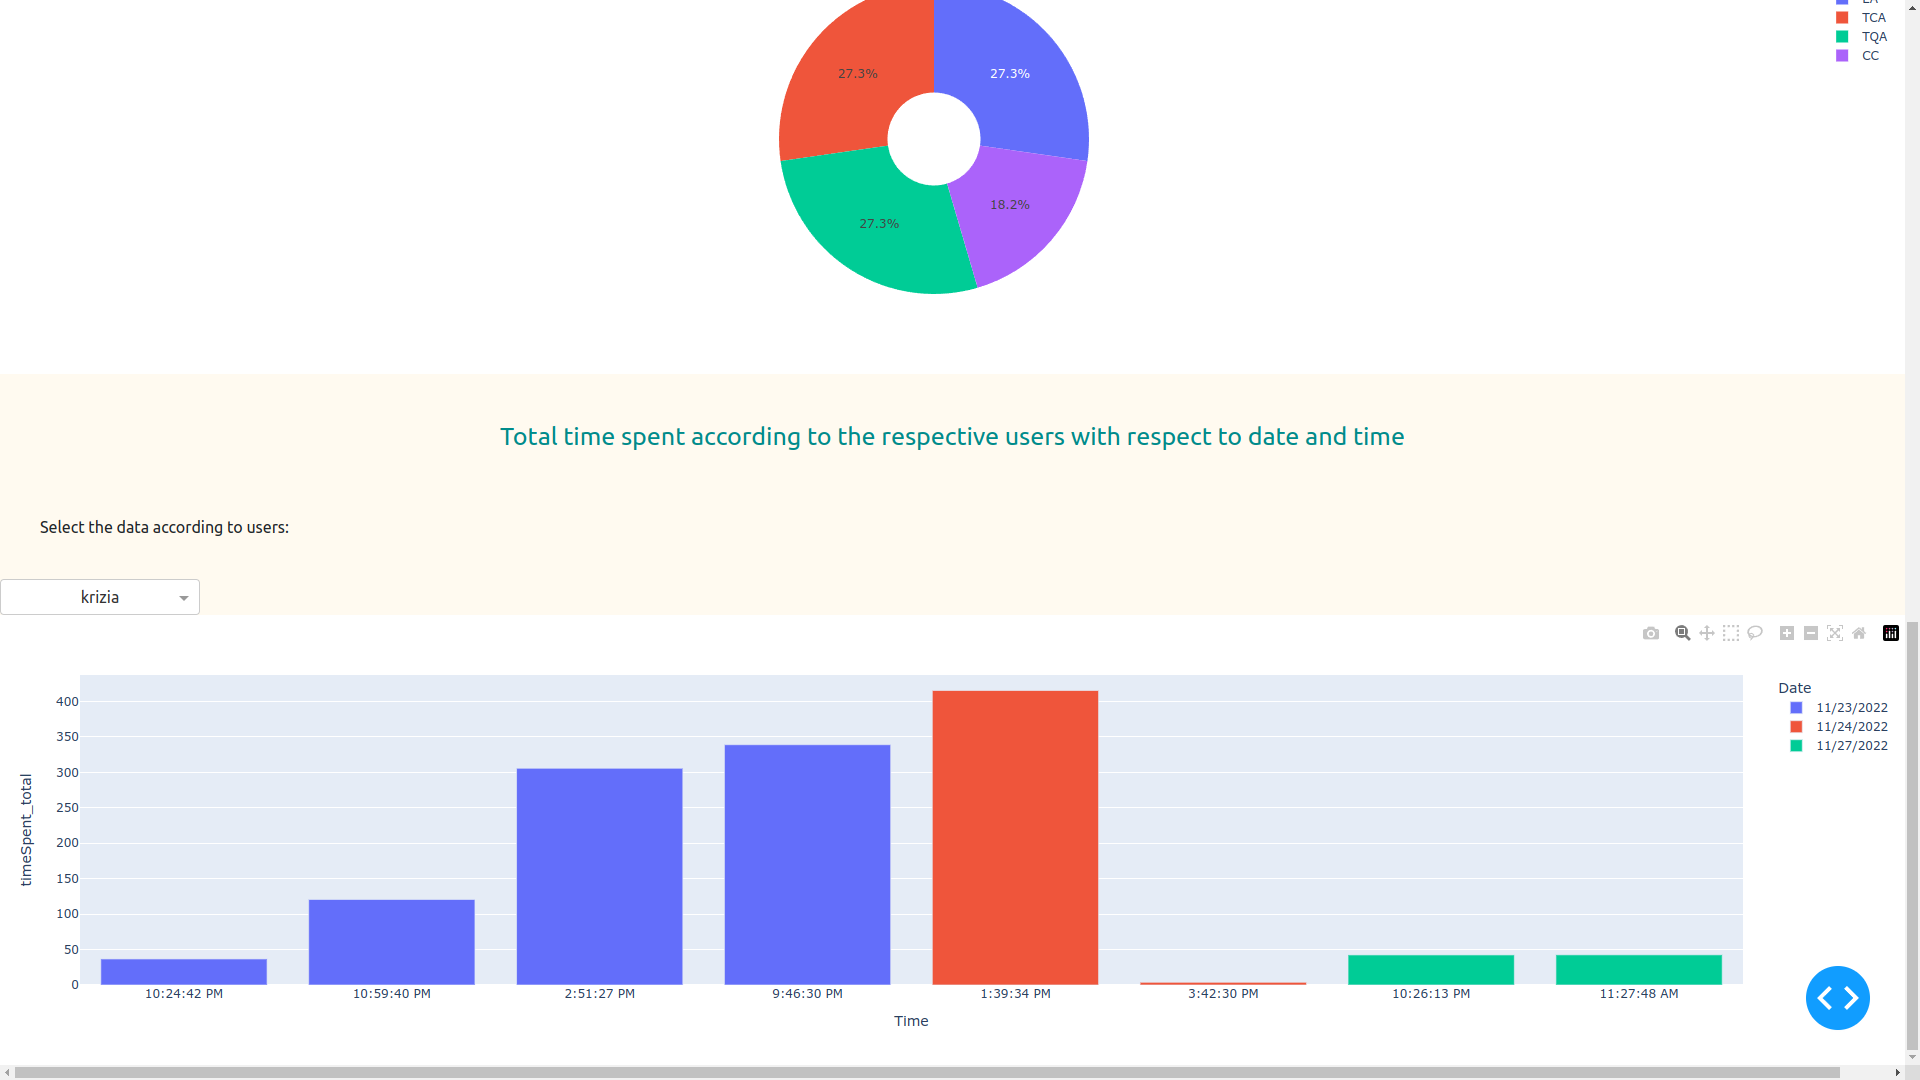 TCA
TQA
CC
27.3%
27.3%
18.2%
27.3%
Total time spent according to the respective users with respect to date and time
Select the data according to users:
krizia
Date
11/23/2022
11/24/2022
11/27/2022
timeSpent_total
400
350
300
250
200
150
100
50
0
10:24:42 PM
10:59:40 PM
2:51:27 PM
9:46:30 PM
1:39:34 PM
3:42:30 PM
10:26:13 PM
11:27:48 AM
Time